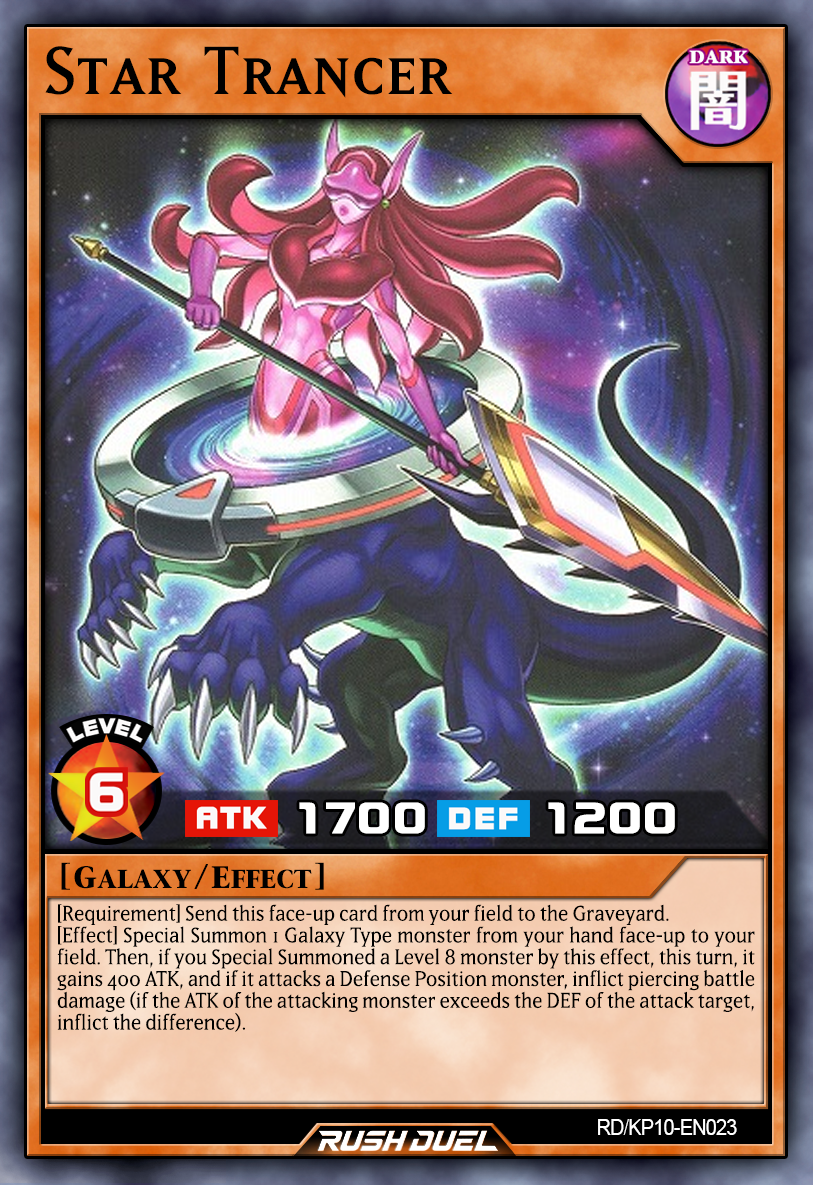 STAR TRANCER
DARK
闇
LEVEL
6
ATK 1700 DEF 1200
[GALAXY/EFFECT]
[Requirement] Send this face-up card from your field to the Graveyard.
[Effect] Special Summon 1 Galaxy Type monster from your hand face-up to your
field. Then, if you Special Summoned a Level 8 monster by this effect, this turn, it
gains 400 ATK, and if it attacks a Defense Position monster, inflict piercing battle
damage (if the ATK of the attacking monster exceeds the DEF of the attack target,
inflict the difference).
RD/KP10-EN023
RUSH DUEL